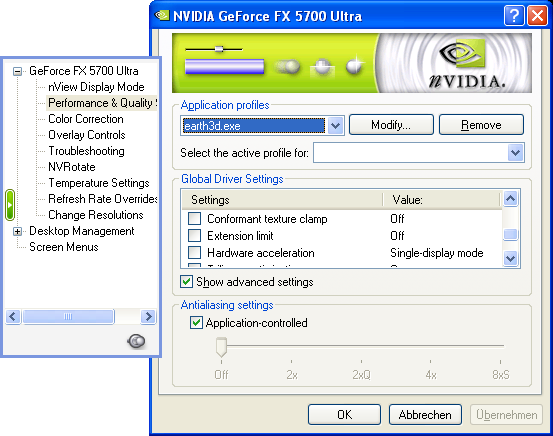 NVIDIA GeForce FX 5700 Ultra
GeForce FX 5700 Ultra
nView Display Mode
Performance & Quality
Color Correction
Overlay Controls
Troubleshooting
NVRotate
Temperature Settings
Refresh Rate Overrides
Change Resolutions
Desktop Management
Screen Menus
nVIDIA.
Application profiles
earth3d.exe
Modify...
Remove
Select the active profile for:
Global Driver Settings
Settings Value:
Conformant texture clamp Off
Extension limit Off
Hardware acceleration Single-display mode
Show advanced settings
Antialiasing settings
Application-controlled
Off 2x 2xQ 4x 8xS
OK Abbrechen Übernehmen